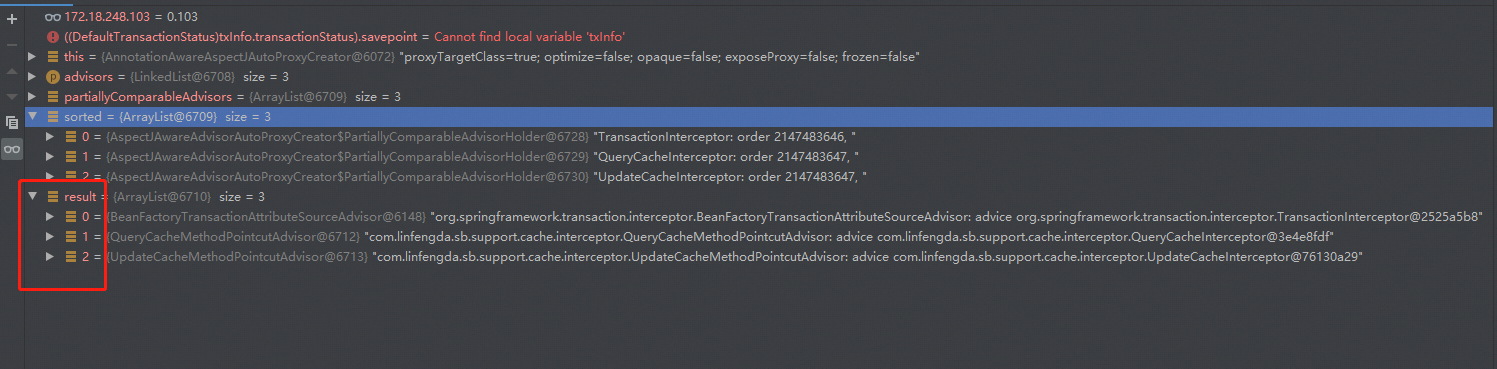 172.18.248.103 = 0.103
((DefaultTransactionStatus)txInfo.transactionStatus).savepoint = Cannot find local variable 'txInfo'
this = {AnnotationAwareAspectJAutoProxyCreator@6072} "proxyTargetClass=true; optimize=false; opaque=false; exposeProxy=false; frozen=false"
p advisors = {LinkedList@6708} size = 3
partiallyComparableAdvisors = {ArrayList@6709} size = 3
sorted = {ArrayList@6709} size = 3
0 = {AspectJAwareAdvisorAutoProxyCreator$PartiallyComparableAdvisorHolder@6728} "TransactionInterceptor: order 2147483646, "
1 = {AspectJAwareAdvisorAutoProxyCreator$PartiallyComparableAdvisorHolder@6729} "QueryCacheInterceptor: order 2147483647, "
2 = {AspectJAwareAdvisorAutoProxyCreator$PartiallyComparableAdvisorHolder@6730} "UpdateCacheInterceptor: order 2147483647, "
result = {ArrayList@6710} size = 3
0 = {BeanFactoryTransactionAttributeSourceAdvisor@6148} "org.springframework.transaction.interceptor.BeanFactoryTransactionAttributeSourceAdvisor: advice org.springframework.transaction.interceptor.TransactionInterceptor@2525a5b8"
1 = {QueryCacheMethodPointcutAdvisor@6712} "com.linfengda.sb.support.cache.interceptor.QueryCacheMethodPointcutAdvisor: advice com.linfengda.sb.support.cache.interceptor.QueryCacheInterceptor@3e4e8fdf"
2 = {UpdateCacheMethodPointcutAdvisor@6713} "com.linfengda.sb.support.cache.interceptor.UpdateCacheMethodPointcutAdvisor: advice com.linfengda.sb.support.cache.interceptor.UpdateCacheInterceptor@76130a29"